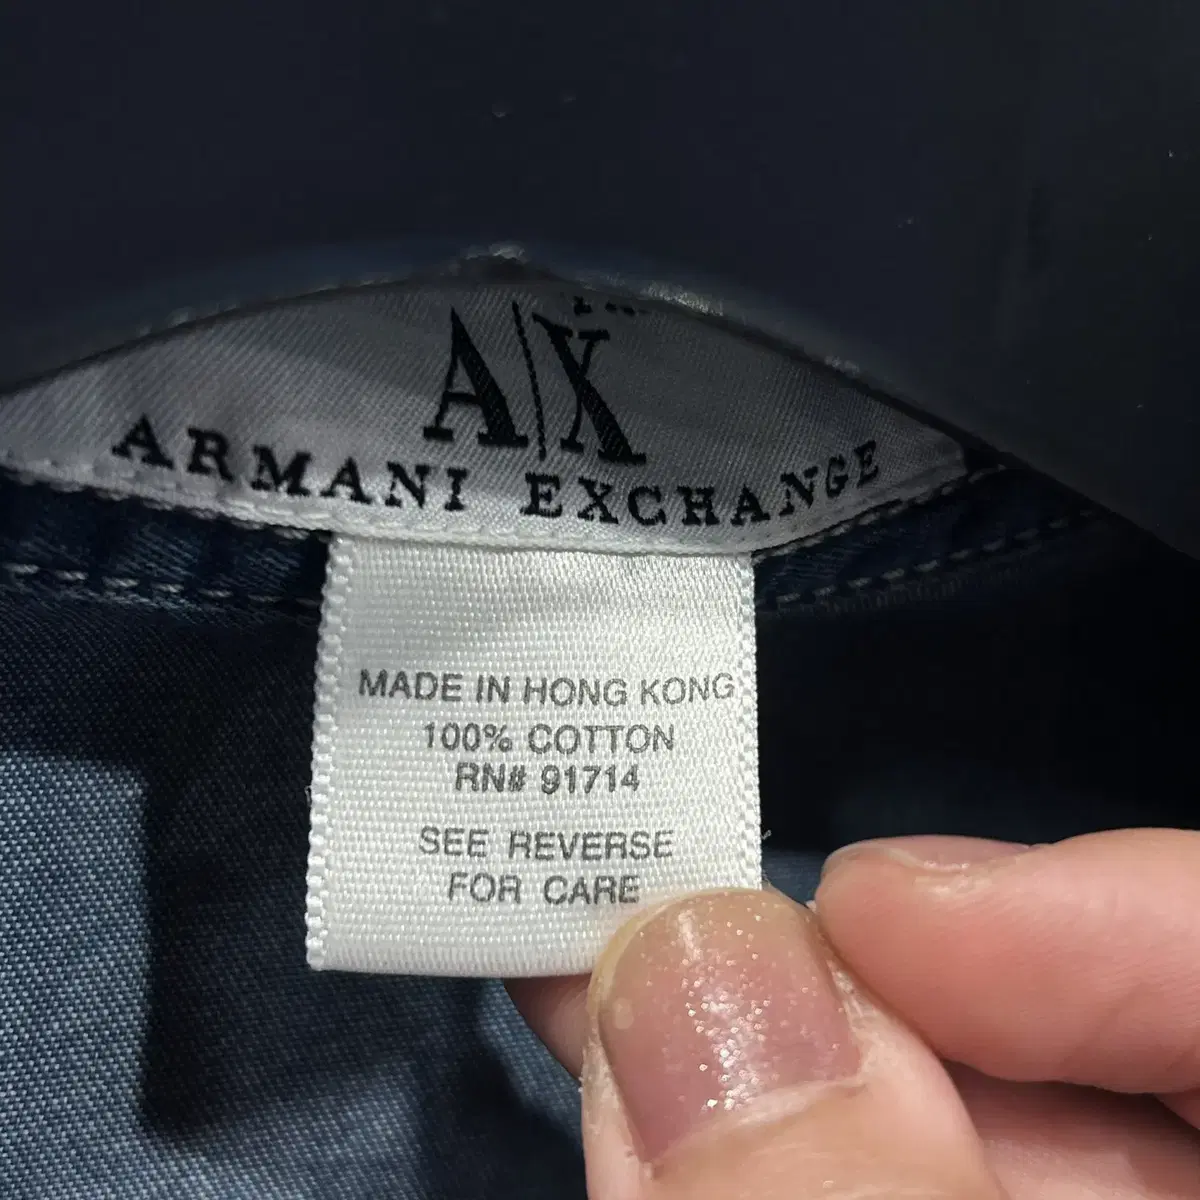 A|X
ARMANI EXCHANGE
MADE IN HONG KONG
100% COTTON
RN# 91714
SEE REVERSE
FOR CARE